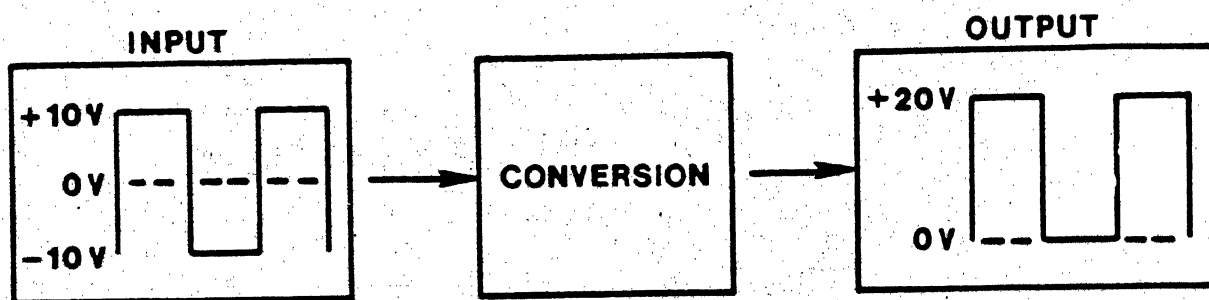 INPUT
+10V
0V
-10V
CONVERSION
OUTPUT
+20V
0V